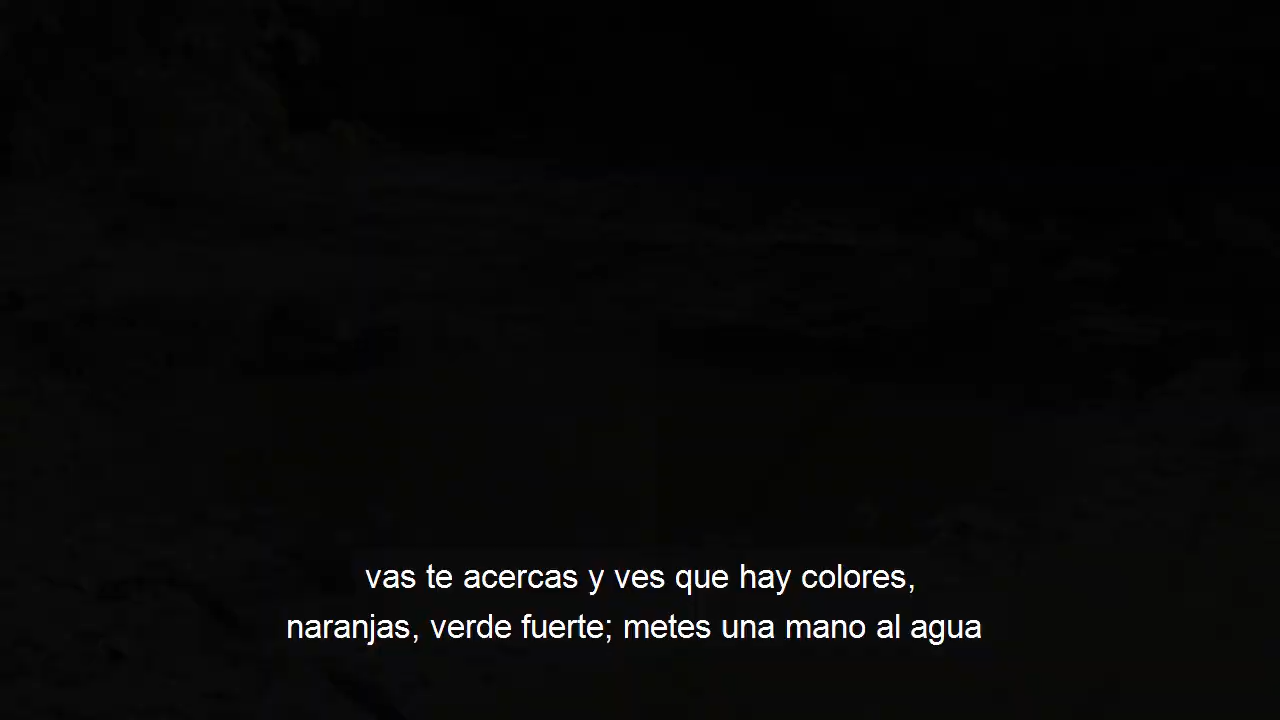 vas te acercas y ves que hay colores,
naranjas, verde fuerte; metes una mano al agua